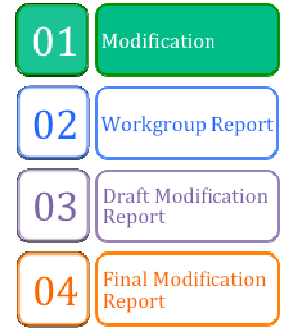 01
Modification
02
Workgroup Report
03
Draft Modification
Report
04
Final Modification
Report